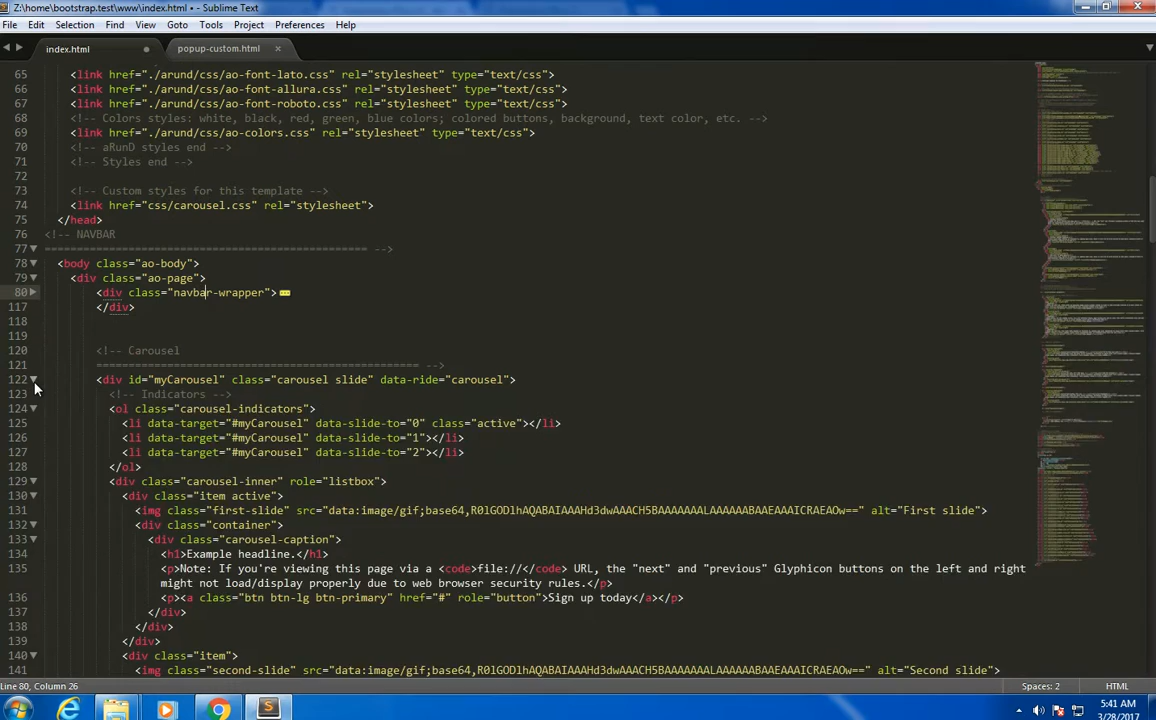 D:\home\bootstrap.test\www\index.html • - Sublime Text
File Edit Selection Find View Goto Tools Project Preferences Help
index.html popup-custom.html
65 <link href="./arund/css/ao-font-lato.css" rel="stylesheet" type="text/css">
66 <link href="./arund/css/ao-font-allura.css" rel="stylesheet" type="text/css">
67 <link href="./arund/css/ao-font-roboto.css" rel="stylesheet" type="text/css">
68 <!-- Colors styles: white, black, red, green, blue colors; colored buttons, background, text color, etc. -->
69 <link href="./arund/css/ao-colors.css" rel="stylesheet" type="text/css">
70 <!-- aRunD styles end -->
71 <!-- Styles end -->
72
73 <!-- Custom styles for this template -->
74 <link href="css/carousel.css" rel="stylesheet">
75 </head>
76 <!-- NAVBAR
77 ================================================== -->
78 <body class="ao-body">
79 <div class="ao-page">
80 <div class="navbar-wrapper">
117 </div>
118
119
120 <!-- Carousel
121 ================================================== -->
122 <div id="myCarousel" class="carousel slide" data-ride="carousel">
123 <!-- Indicators -->
124 <ol class="carousel-indicators">
125 <li data-target="#myCarousel" data-slide-to="0" class="active"></li>
126 <li data-target="#myCarousel" data-slide-to="1"></li>
127 <li data-target="#myCarousel" data-slide-to="2"></li>
128 </ol>
129 <div class="carousel-inner" role="listbox">
130 <div class="item active">
131 <img class="first-slide" src="data:image/gif;base64,R0lGODlhAQABAIAAAHd3dwAAACH5BAAAAAAALAAAAAABAAEAAAICRAEAOw==" alt="First slide">
132 <div class="container">
133 <div class="carousel-caption">
134 <h1>Example headline.</h1>
135 <p>Note: If you're viewing this page via a <code>file://</code> URL, the "next" and "previous" Glyphicon buttons on the left and right
might not load/display properly due to web browser security rules.</p>
136 <p><a class="btn btn-lg btn-primary" href="#" role="button">Sign up today</a></p>
137 </div>
138 </div>
139 </div>
140 <div class="item">
141 <img class="second-slide" src="data:image/gif;base64,R0lGODlhAQABAIAAAHd3dwAAACH5BAAAAAAALAAAAAABAAEAAAICRAEAOw==" alt="Second slide">
Line 80, Column 26 Spaces: 2 HTML
5:41 AM
3/28/2017